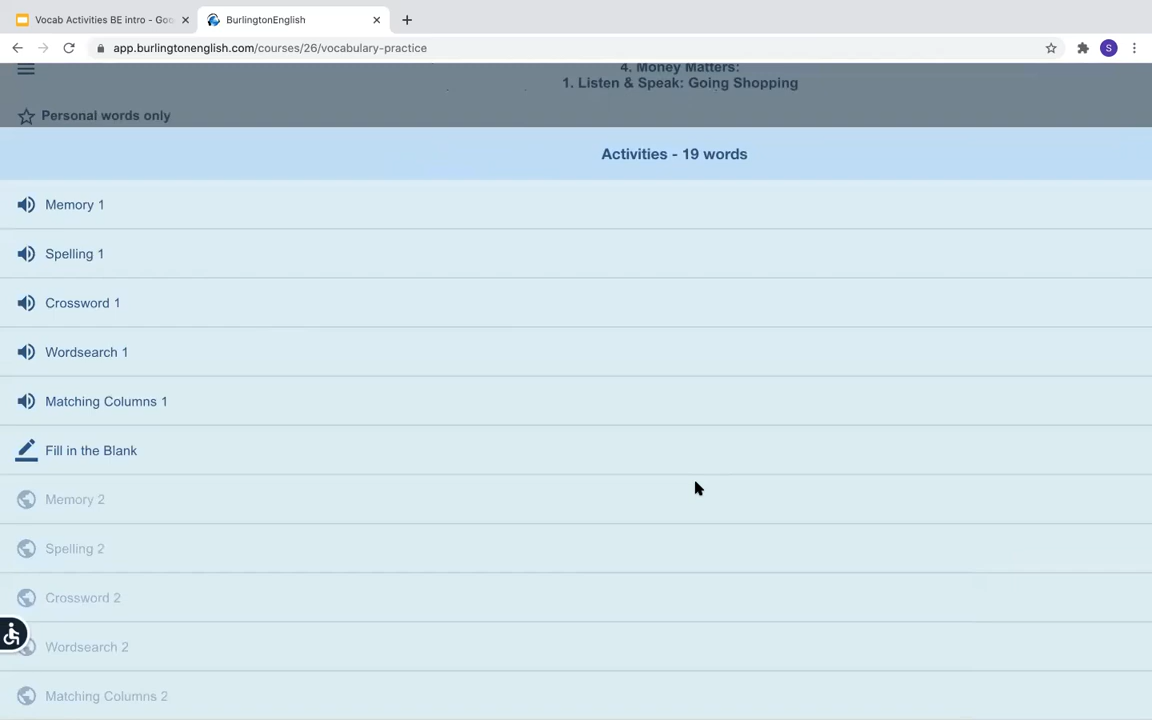 Vocab Activities BE intro - Goo
BurlingtonEnglish
app.burlingtonenglish.com/courses/26/vocabulary-practice
S
4. Money Matters:
1. Listen & Speak: Going Shopping
Personal words only
Activities - 19 words
Memory 1
Spelling 1
Crossword 1
Wordsearch 1
Matching Columns 1
Fill in the Blank
Memory 2
Spelling 2
Crossword 2
Wordsearch 2
Matching Columns 2